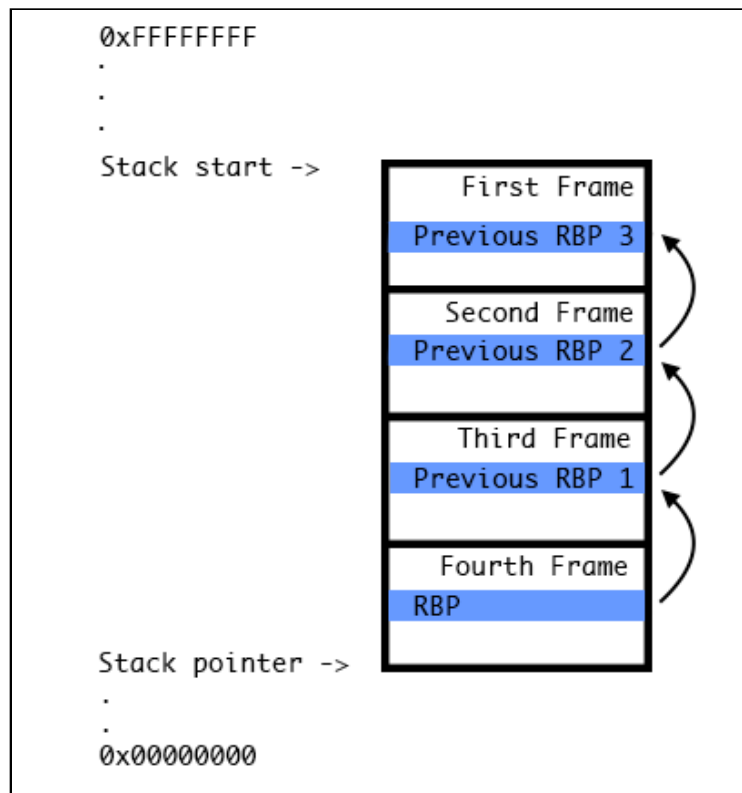 0xFFFFFFFF
.
.
.
Stack start ->
First Frame
Previous RBP 3
Second Frame
Previous RBP 2
Third Frame
Previous RBP 1
Fourth Frame
RBP
Stack pointer ->
.
.
0x00000000